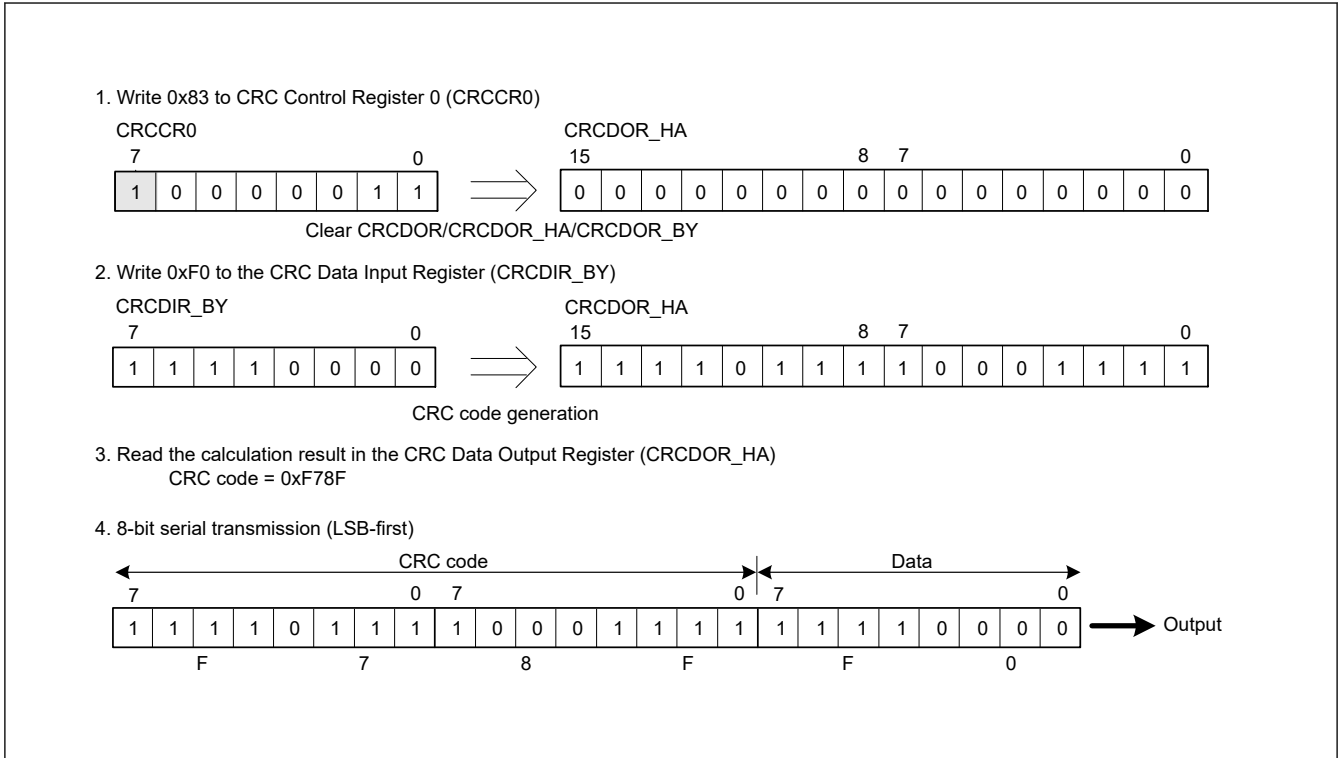 1. Write 0x83 to CRC Control Register 0 (CRCCR0)
CRCCR0 CRCDOR_HA
7 0 15 8 7 0
1 0 0 0 0 0 1 1 0 0 0 0 0 0 0 0 0 0 0 0 0 0 0 0
Clear CRCDOR/CRCDOR_HA/CRCDOR_BY
2. Write 0xF0 to the CRC Data Input Register (CRCDIR_BY)
CRCDIR_BY CRCDOR_HA
7 0 15 8 7 0
1 1 1 1 0 0 0 0 1 1 1 1 0 1 1 1 1 0 0 0 1 1 1 1
CRC code generation
3. Read the calculation result in the CRC Data Output Register (CRCDOR_HA)
CRC code = 0xF78F
4. 8-bit serial transmission (LSB-first)
CRC code Data
7 0 7 0 7 0
1 1 1 1 0 1 1 1 1 0 0 0 1 1 1 1 1 1 1 1 0 0 0 0 Output
F 7 8 F F 0